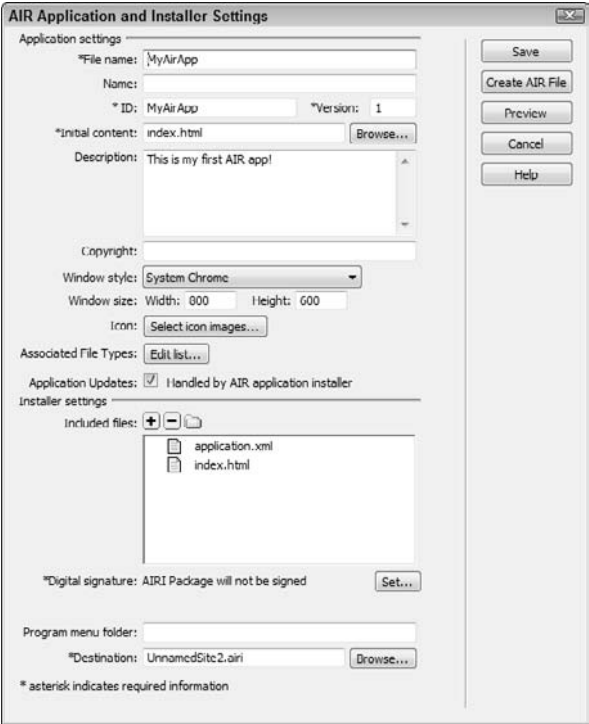 AIR Application and Installer Settings
Application settings
*File name: MyAirApp
Name:
* ID: MyAirApp *Version: 1
*Initial content: index.html Browse...
Description: This is my first AIR app!
Copyright:
Window style: System Chrome
Window size: Width: 800 Height: 600
Icon: Select icon images...
Associated File Types: Edit list...
Application Updates: Handled by AIR application installer
Installer settings
Included files:
application.xml
index.html
*Digital signature: AIRI Package will not be signed Set...
Program menu folder:
*Destination: UnnamedSite2.airi Browse...
* asterisk indicates required information
Save
Create AIR File
Preview
Cancel
Help